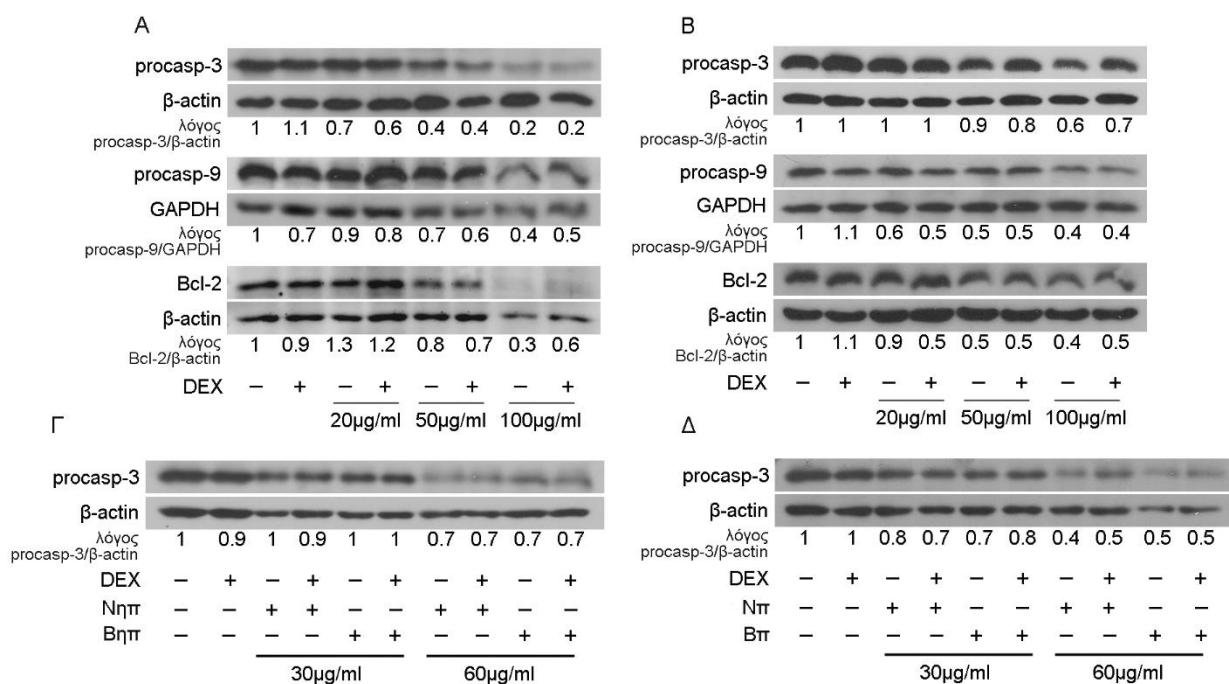 A
procasp-3
β-actin
λόγος 1 1.1 0.7 0.6 0.4 0.4 0.2 0.2
procasp-3/β-actin
procasp-9
GAPDH
λόγος 1 0.7 0.9 0.8 0.7 0.6 0.4 0.5
procasp-9/GAPDH
Bcl-2
β-actin
λόγος 1 0.9 1.3 1.2 0.8 0.7 0.3 0.6
Bcl-2/β-actin
DEX − + − + − + − +
20μg/ml 50μg/ml 100μg/ml
B
procasp-3
β-actin
λόγος 1 1 1 1 0.9 0.8 0.6 0.7
procasp-3/β-actin
procasp-9
GAPDH
λόγος 1 1.1 0.6 0.5 0.5 0.5 0.4 0.4
procasp-9/GAPDH
Bcl-2
β-actin
λόγος 1 1.1 0.9 0.5 0.5 0.5 0.4 0.5
Bcl-2/β-actin
DEX − + − + − + − +
20μg/ml 50μg/ml 100μg/ml
Γ
procasp-3
β-actin
λόγος 1 0.9 1 0.9 1 1 0.7 0.7 0.7 0.7
procasp-3/β-actin
DEX − + − + − + − + − +
Νηπ − − + + − − + + − −
Βηπ − − − − + + − − + +
30μg/ml 60μg/ml
Δ
procasp-3
β-actin
λόγος 1 1 0.8 0.7 0.7 0.8 0.4 0.5 0.5 0.5
procasp-3/β-actin
DEX − + − + − + − + − +
Νπ − − + + − − + + − −
Βπ − − − − + + − − + +
30μg/ml 60μg/ml